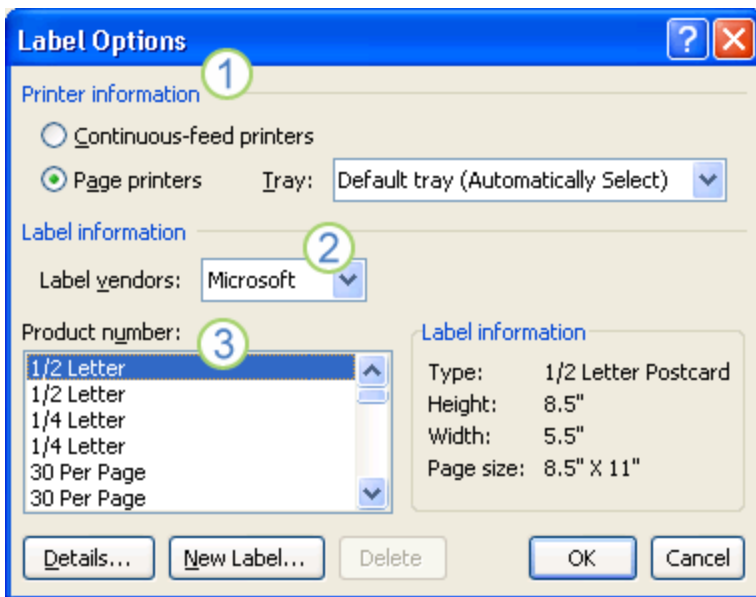 Label Options
1
Printer information
Continuous-feed printers
Page printers Tray: Default tray (Automatically Select)
Label information
2
Label vendors: Microsoft
Product number:
3
1/2 Letter
1/2 Letter
1/4 Letter
1/4 Letter
30 Per Page
30 Per Page
Label information
Type: 1/2 Letter Postcard
Height: 8.5"
Width: 5.5"
Page size: 8.5" X 11"
Details... New Label... Delete OK Cancel